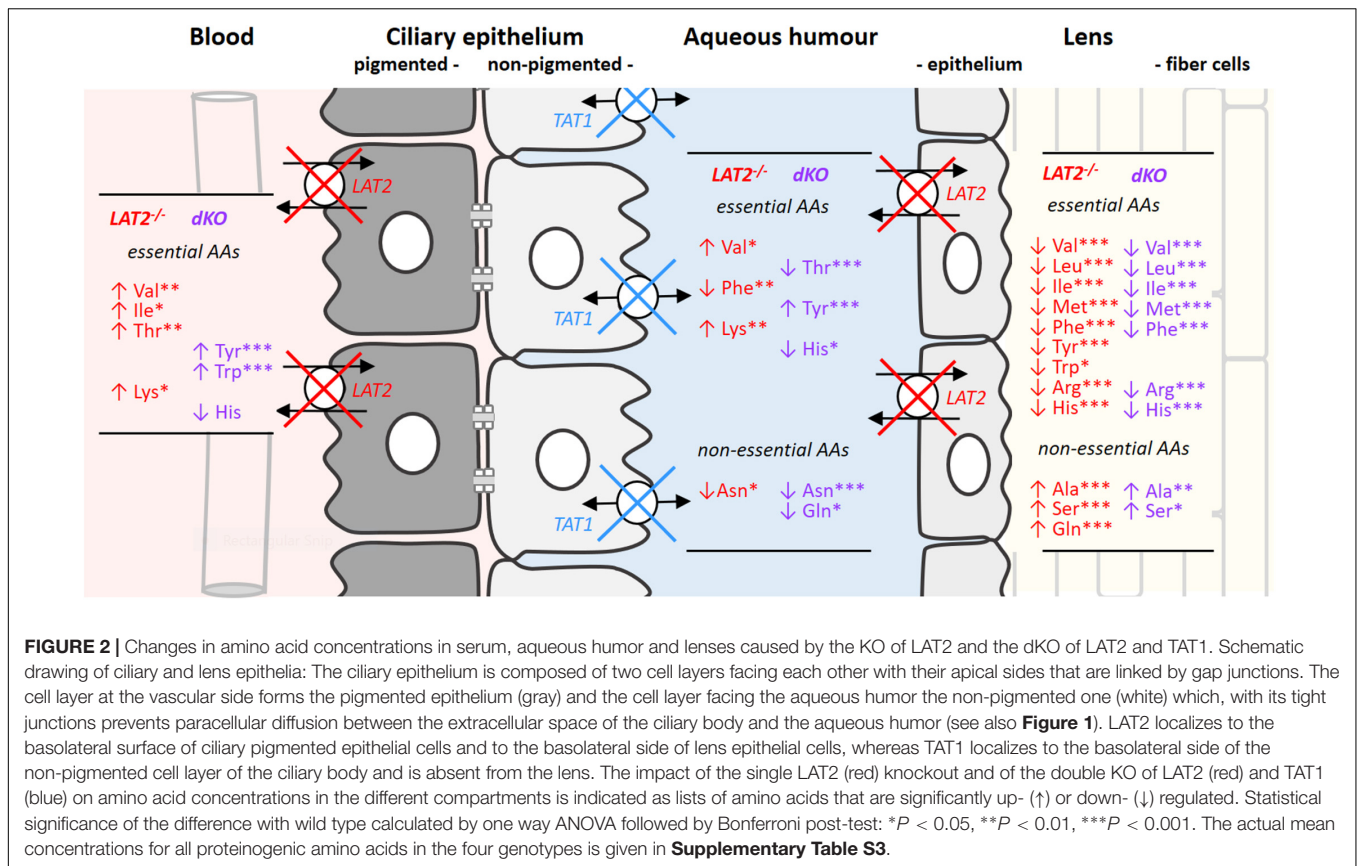 Blood Ciliary epithelium Aqueous humour Lens
pigmented - non-pigmented - - epithelium - fiber cells
TAT1
LAT2
LAT2
TAT1
TAT1
LAT2
LAT2
LAT2-/- dKO
essential AAs
↑ Val**
↑ Ile*
↑ Thr**
↑ Tyr***
↑ Trp***
↑ Lys*
↓ His
LAT2-/- dKO
essential AAs
↑ Val*
↓ Thr***
↓ Phe**
↑ Tyr***
↑ Lys**
↓ His*
non-essential AAs
↓Asn* ↓ Asn***
↓ Gln*
LAT2-/- dKO
essential AAs
↓ Val*** ↓ Val***
↓ Leu*** ↓ Leu***
↓ Ile*** ↓ Ile***
↓ Met*** ↓ Met***
↓ Phe*** ↓ Phe***
↓ Tyr***
↓ Trp*
↓ Arg*** ↓ Arg***
↓ His*** ↓ His***
non-essential AAs
↑ Ala*** ↑ Ala**
↑ Ser*** ↑ Ser*
↑ Gln***
Rectangular Snip
FIGURE 2 | Changes in amino acid concentrations in serum, aqueous humor and lenses caused by the KO of LAT2 and the dKO of LAT2 and TAT1. Schematic
drawing of ciliary and lens epithelia: The ciliary epithelium is composed of two cell layers facing each other with their apical sides that are linked by gap junctions. The
cell layer at the vascular side forms the pigmented epithelium (gray) and the cell layer facing the aqueous humor the non-pigmented one (white) which, with its tight
junctions prevents paracellular diffusion between the extracellular space of the ciliary body and the aqueous humor (see also Figure 1). LAT2 localizes to the
basolateral surface of ciliary pigmented epithelial cells and to the basolateral side of lens epithelial cells, whereas TAT1 localizes to the basolateral side of the
non-pigmented cell layer of the ciliary body and is absent from the lens. The impact of the single LAT2 (red) knockout and of the double KO of LAT2 (red) and TAT1
(blue) on amino acid concentrations in the different compartments is indicated as lists of amino acids that are significantly up- (↑) or down- (↓) regulated. Statistical
significance of the difference with wild type calculated by one way ANOVA followed by Bonferroni post-test: *P < 0.05, **P < 0.01, ***P < 0.001. The actual mean
concentrations for all proteinogenic amino acids in the four genotypes is given in Supplementary Table S3.